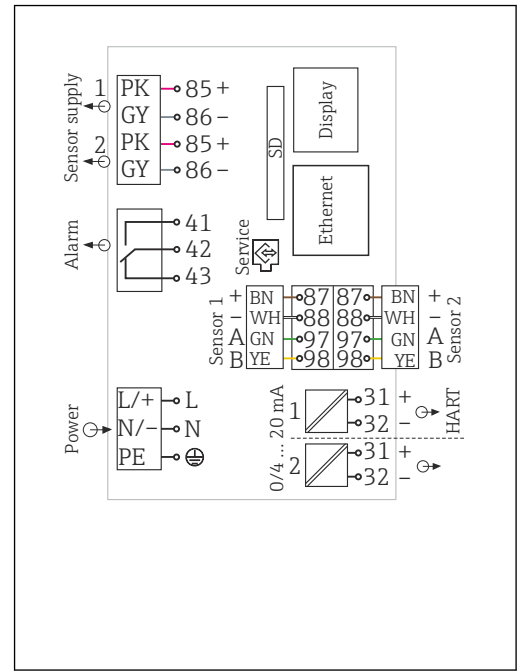 Sensor supply
1 PK 85 +
GY 86 –
2 PK 85 +
GY 86 –
SD
Display
Ethernet
Alarm
41
42
43
Service
Sensor 1
+ BN 87 87 BN +
– WH 88 88 WH –
A GN 97 97 GN A
B YE 98 98 YE B
Sensor 2
Power
L/+ L
N/– N
PE
0/4 ... 20 mA
1 31 +
32 –
HART
2 31 +
32 –